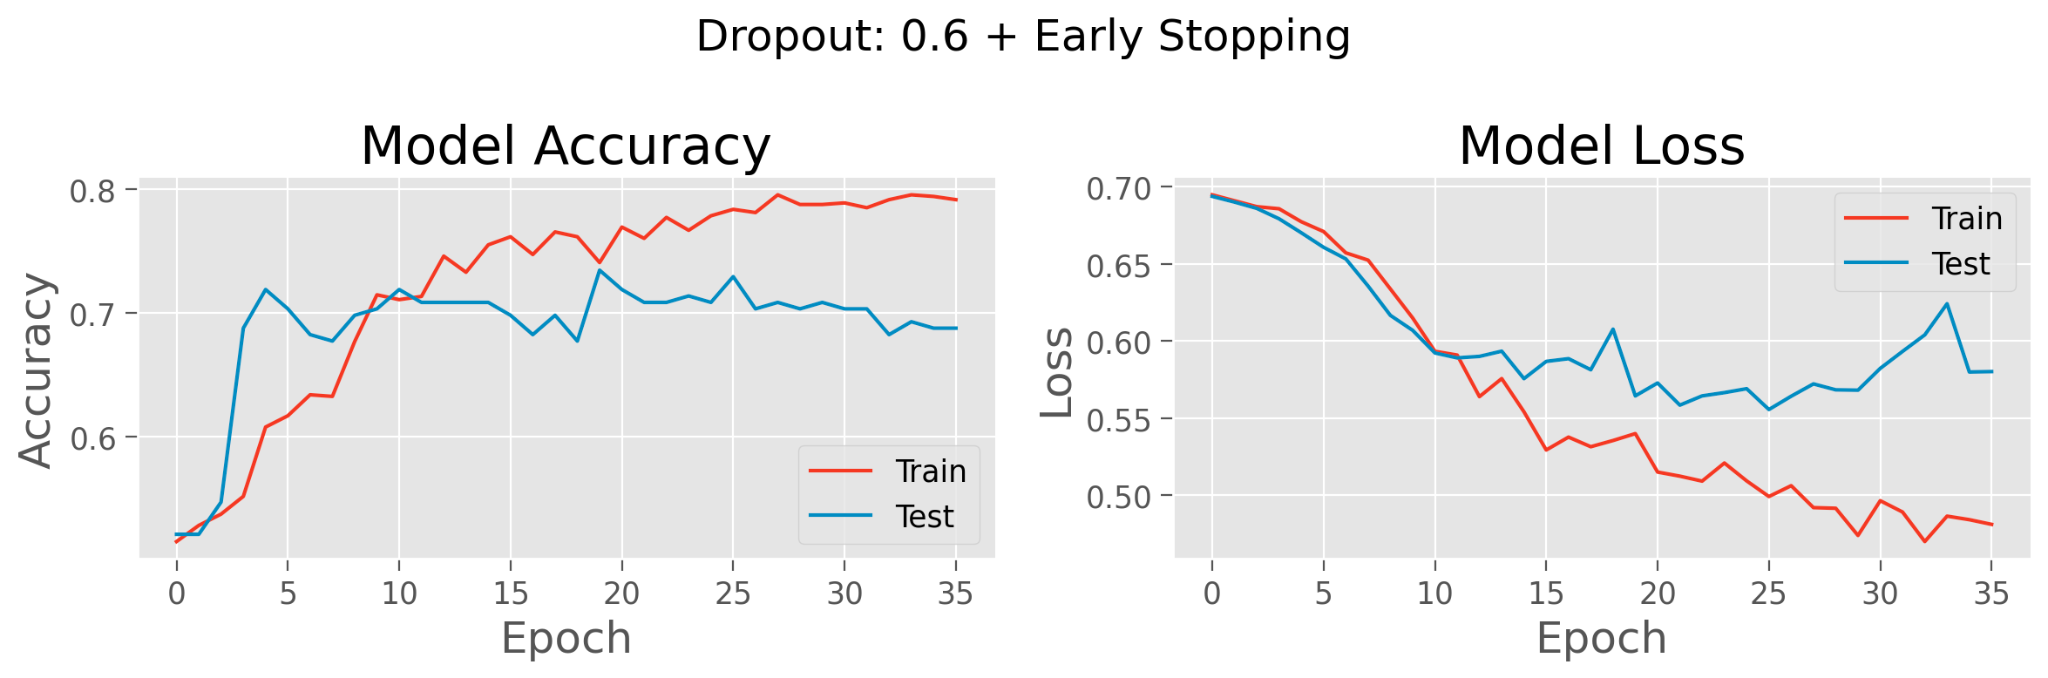 Dropout: 0.6 + Early Stopping
Model Accuracy
Accuracy
0.8
0.7
0.6
Train
Test
0 5 10 15 20 25 30 35
Epoch
Model Loss
Loss
0.70
0.65
0.60
0.55
0.50
Train
Test
0 5 10 15 20 25 30 35
Epoch